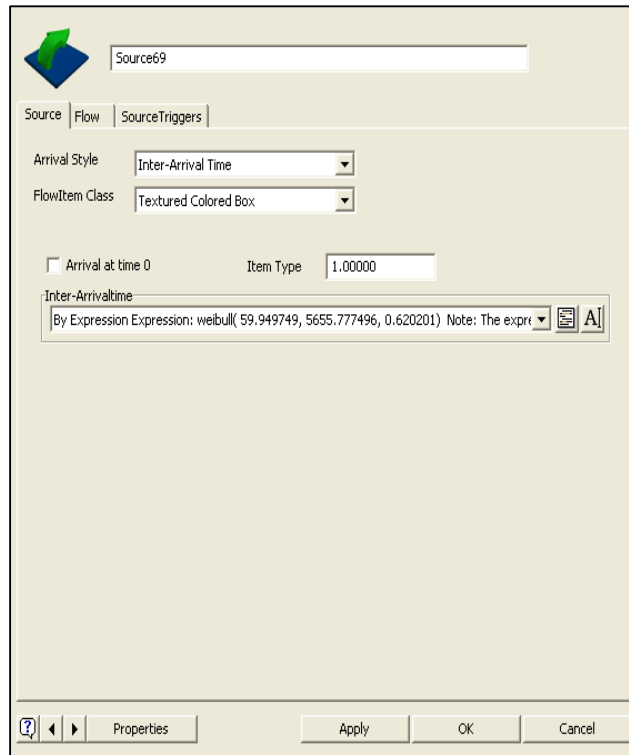 Source69
Source Flow SourceTriggers
Arrival Style Inter-Arrival Time
FlowItem Class Textured Colored Box
Arrival at time 0 Item Type 1.00000
Inter-Arrivaltime
By Expression Expression: weibull( 59.949749, 5655.777496, 0.620201) Note: The expre A
? Properties Apply OK Cancel